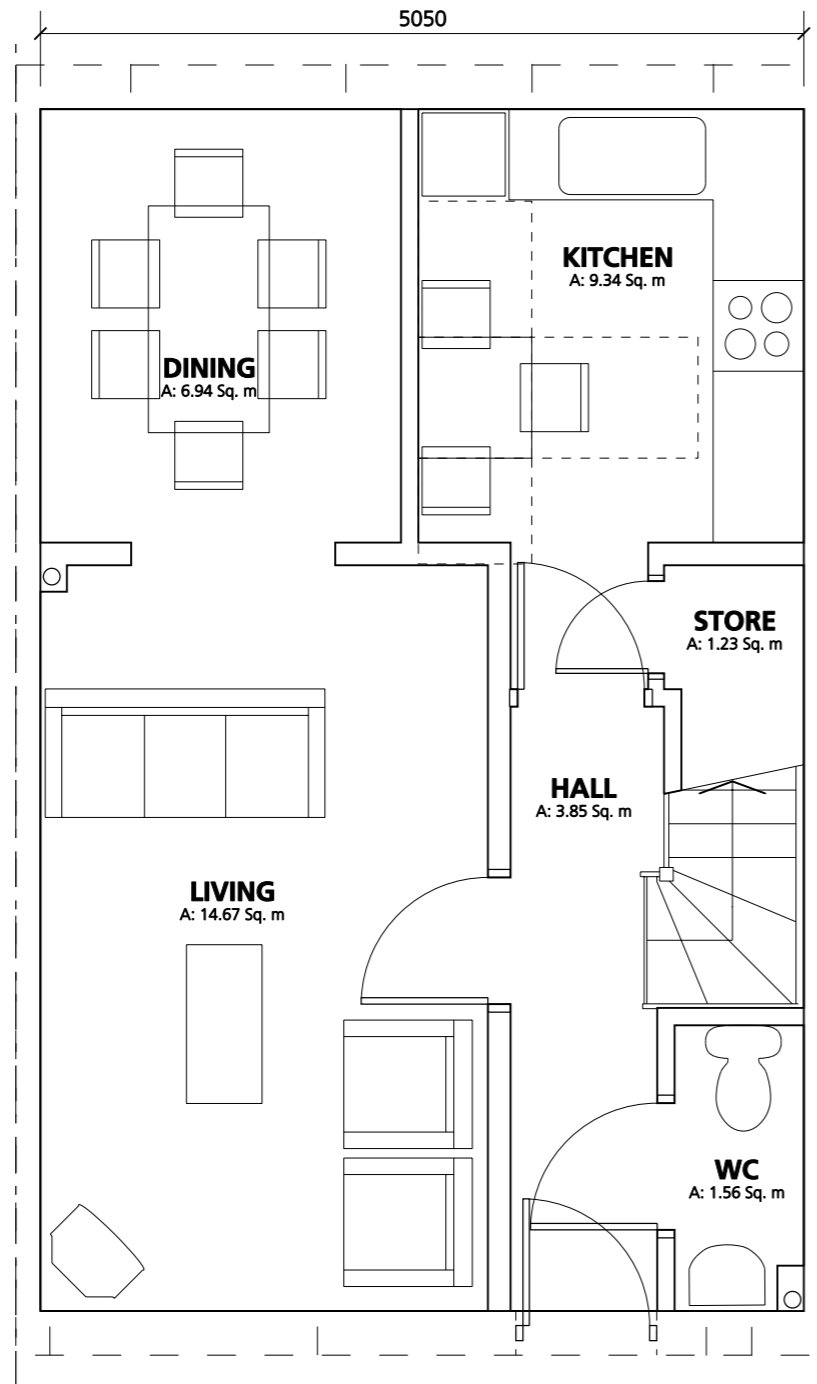 5050
KITCHEN
A: 9.34 Sq. m
DINING
A: 6.94 Sq. m
STORE
A: 1.23 Sq. m
HALL
A: 3.85 Sq. m
LIVING
A: 14.67 Sq. m
WC
A: 1.56 Sq. m